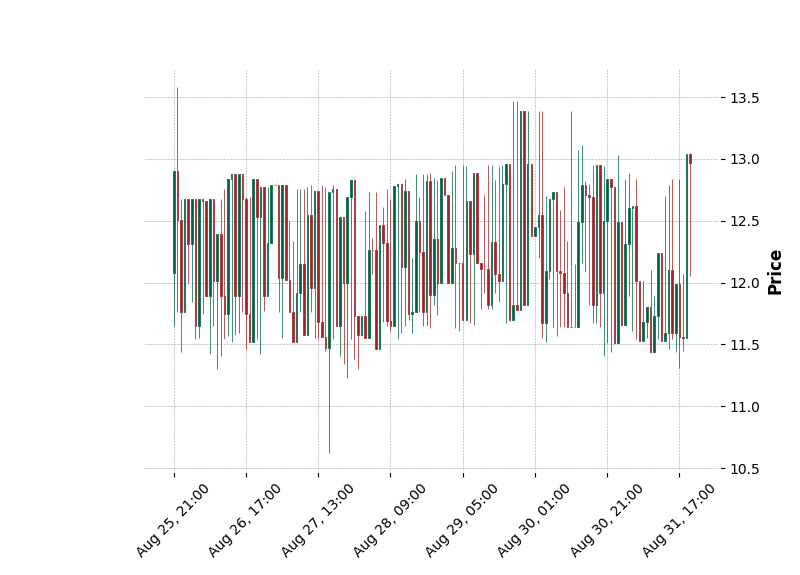 13.5
13.0
12.5
12.0
11.5
11.0
10.5
Price
Aug 25, 21:00
Aug 26, 17:00
Aug 27, 13:00
Aug 28, 09:00
Aug 29, 05:00
Aug 30, 01:00
Aug 30, 21:00
Aug 31, 17:00